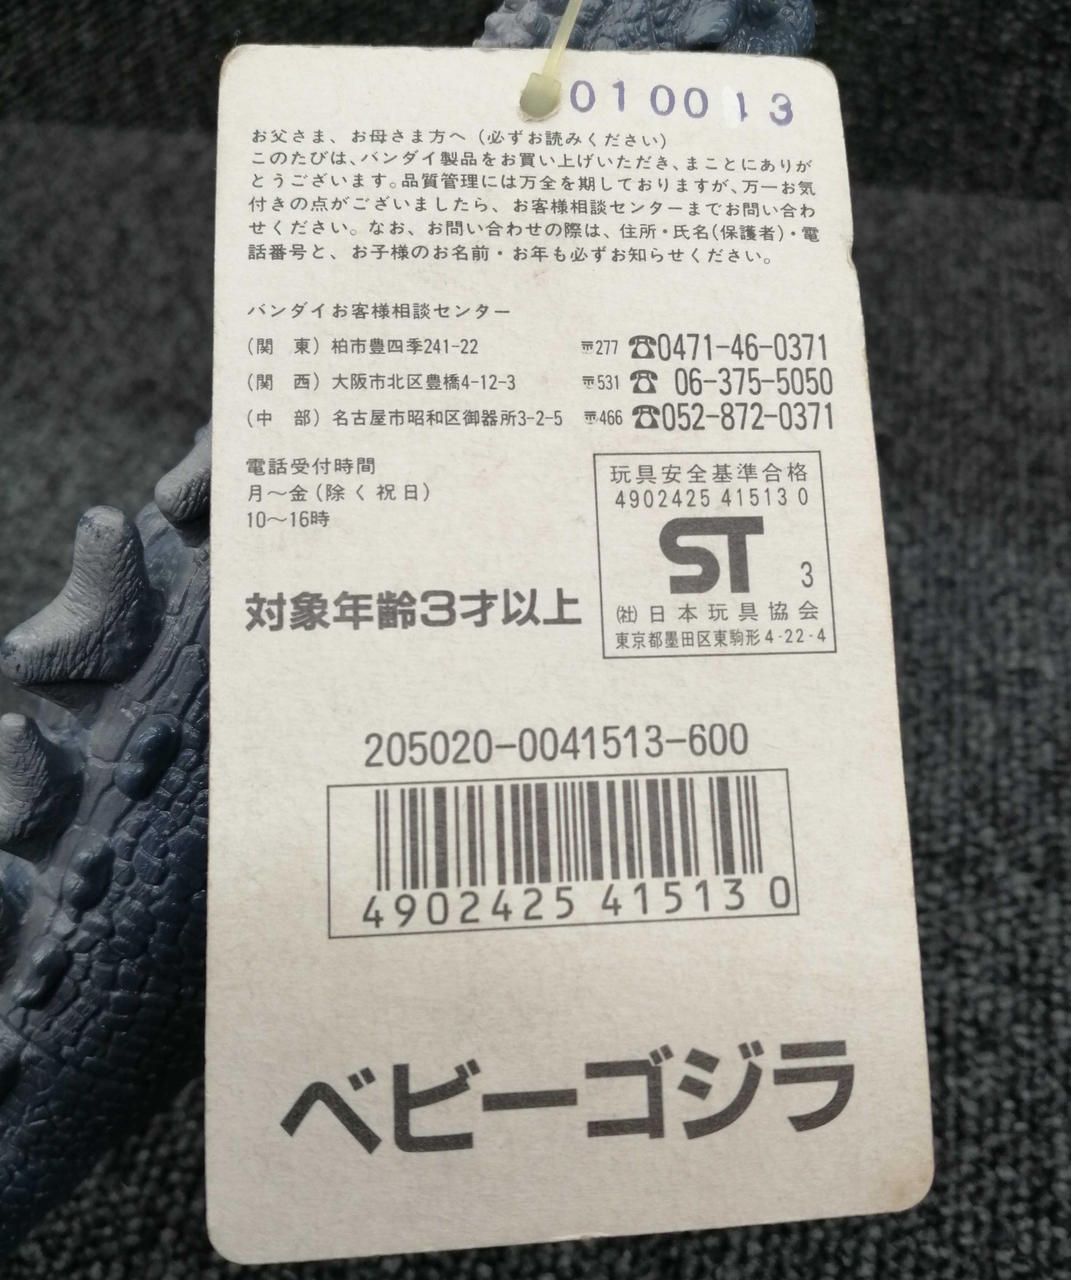 010013
お父さま、お母さま方へ（必ずお読みください）
このたびは、バンダイ製品をお買い上げいただき、まことにありが
とうございます。品質管理には万全を期しておりますが、万一お気
付きの点がございましたら、お客様相談センターまでお問い合わ
せください。なお、お問い合わせの際は、住所・氏名(保護者)・電
話番号と、お子様のお名前・お年も必ずお知らせください。
バンダイお客様相談センター
（関 東）柏市豊四季241-22 〒277 ☎0471-46-0371
（関 西）大阪市北区豊橋4-12-3 〒531 ☎ 06-375-5050
（中 部）名古屋市昭和区御器所3-2-5 〒466 ☎052-872-0371
電話受付時間
月〜金（除く祝日）
10〜16時
対象年齢3才以上
玩具安全基準合格
4902425 41513 0
ST 3
㈳日本玩具協会
東京都墨田区東駒形4-22-4
205020-0041513-600
4902425 41513 0
ベビーゴジラ